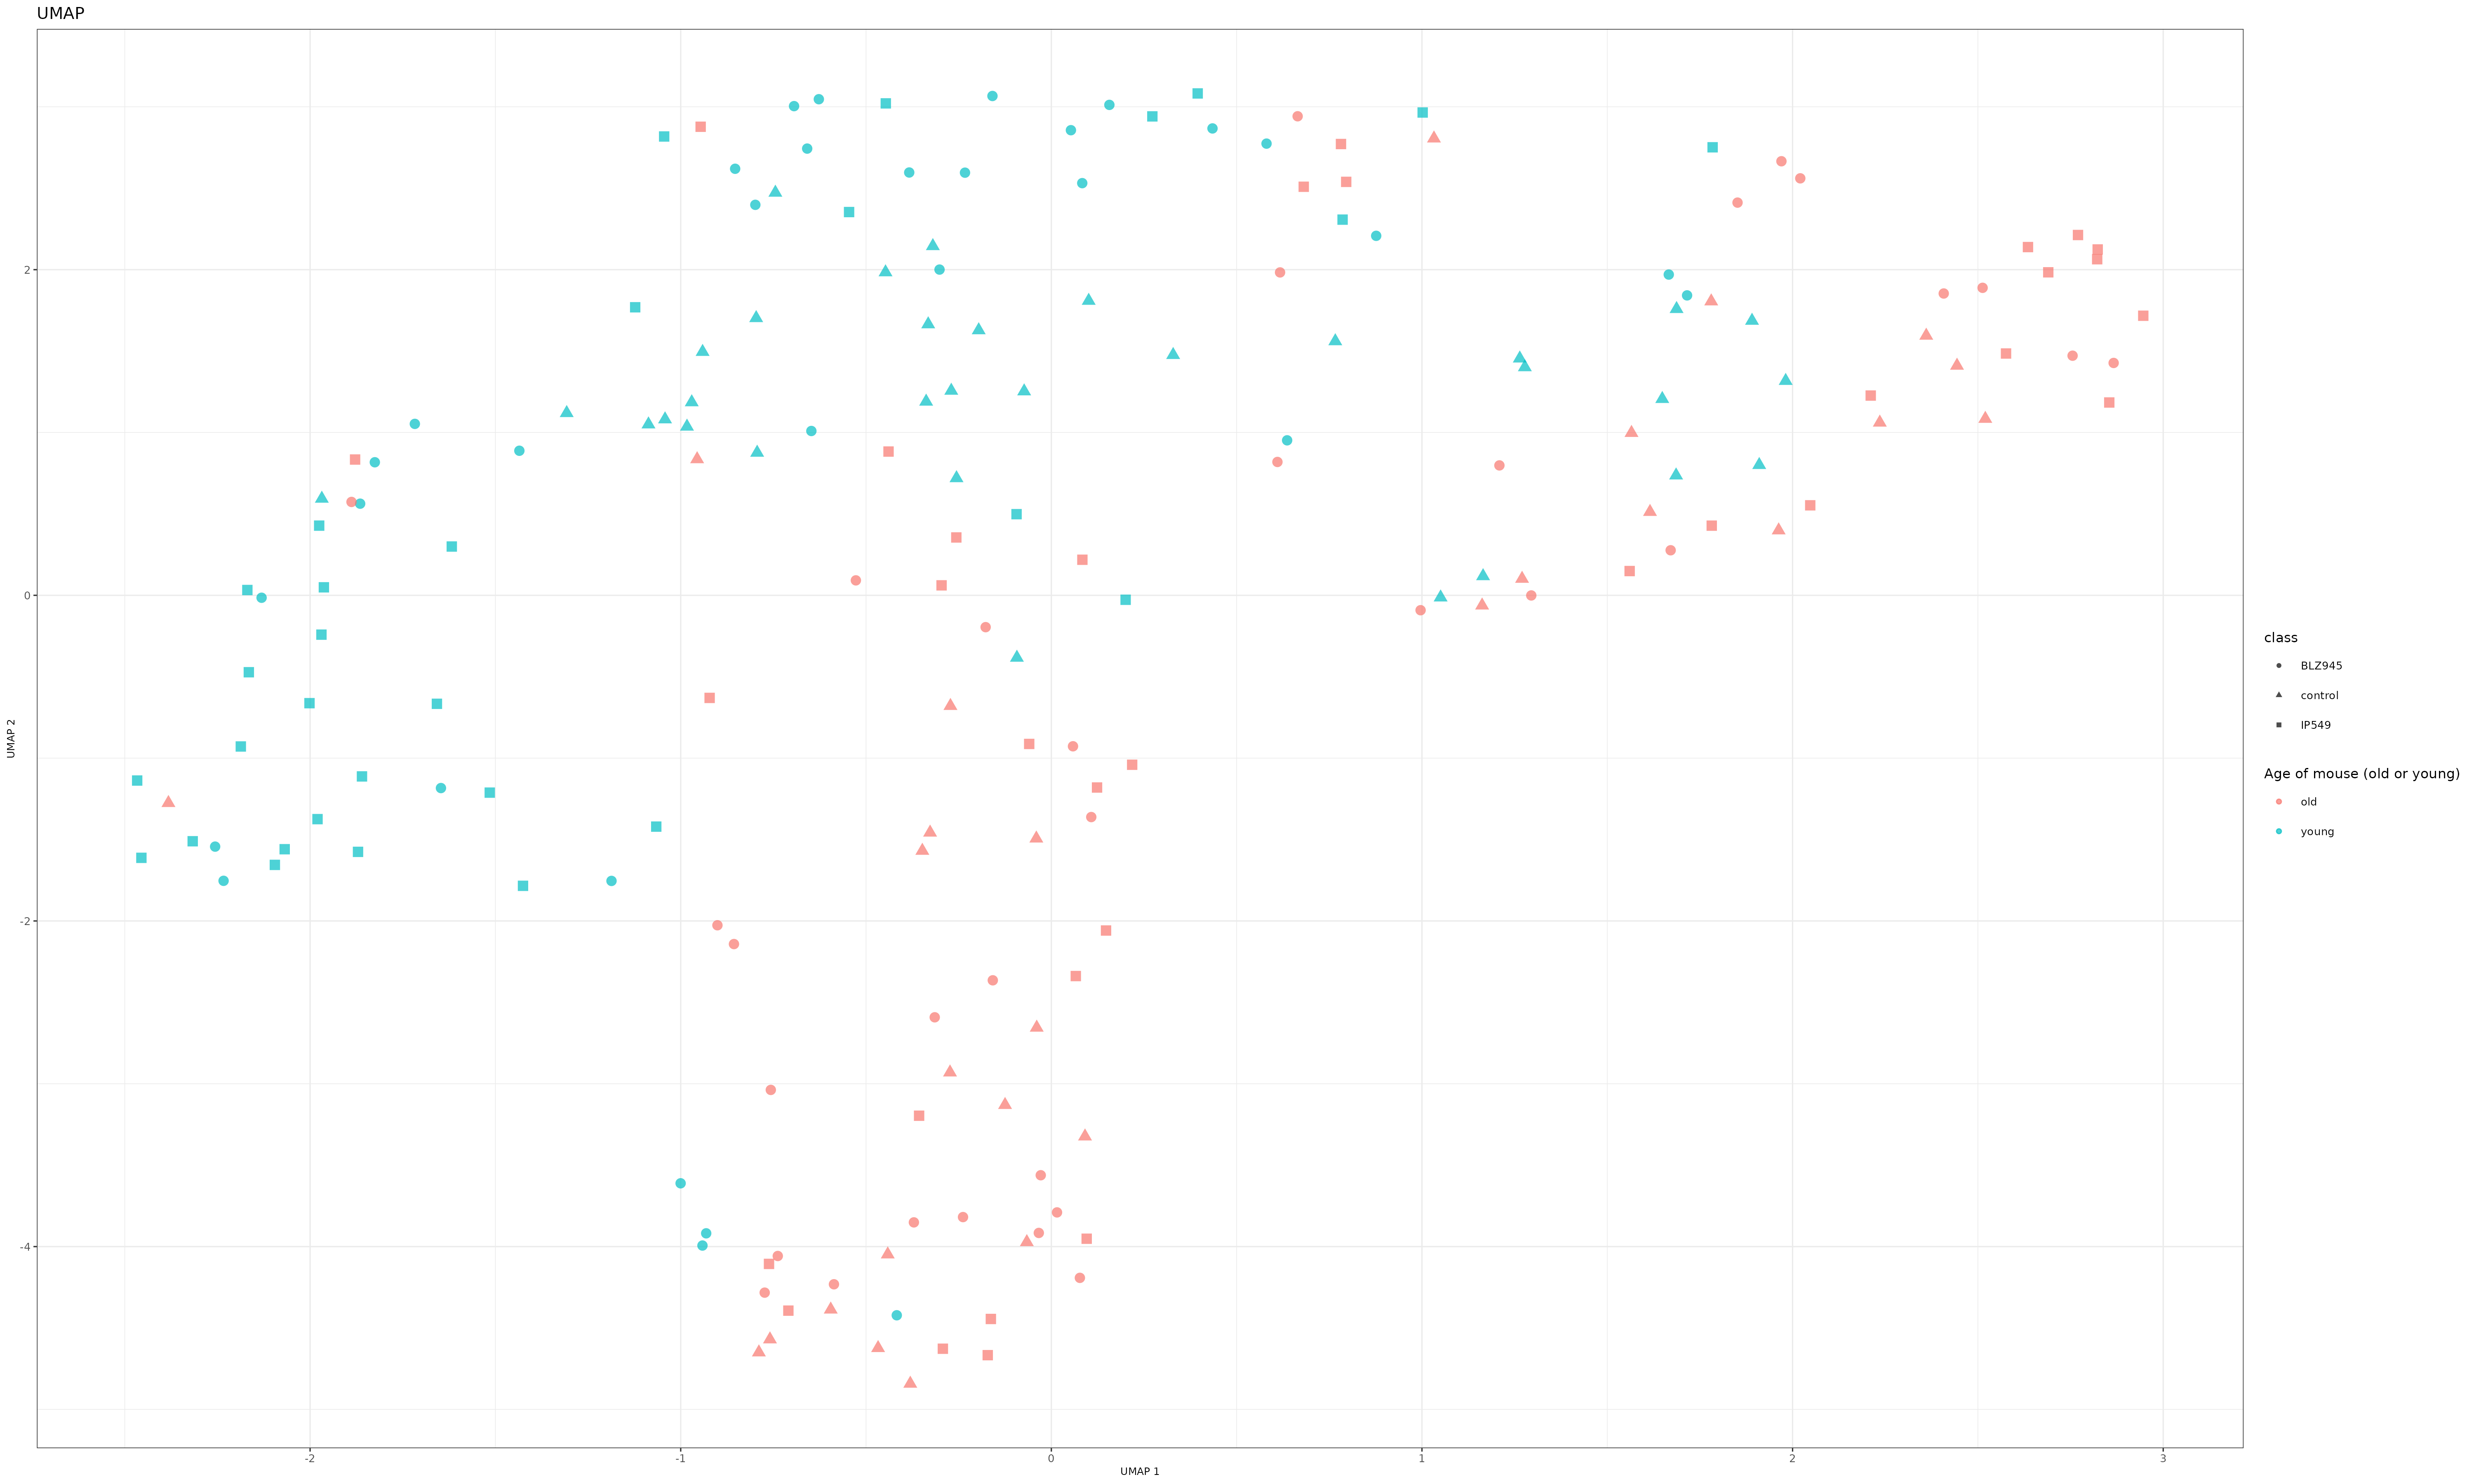 UMAP
2
0
-2
-4
UMAP 2
-2
-1
0
1
2
3
UMAP 1
class
BLZ945
control
IP549
Age of mouse (old or young)
old
young